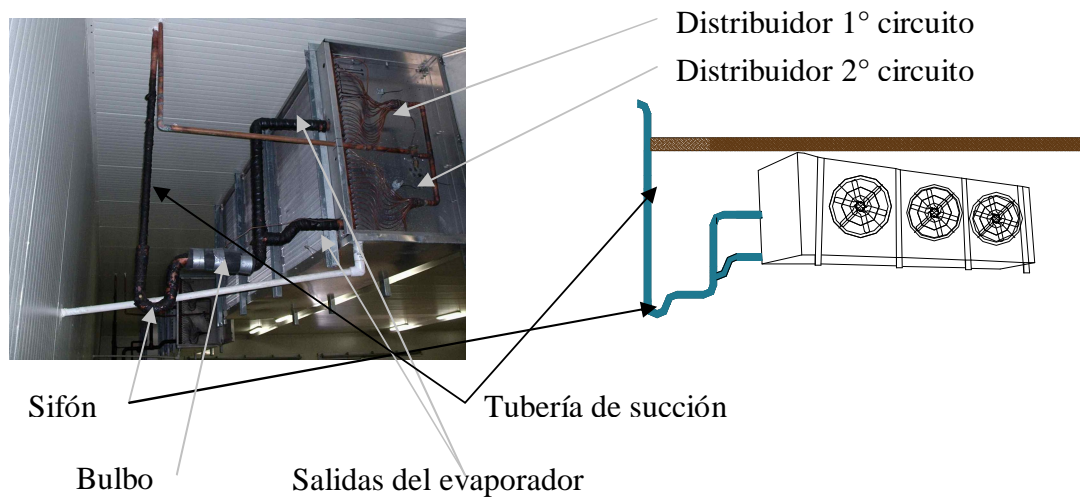 Distribuidor 1° circuito
Distribuidor 2° circuito
Sifón
Tubería de succión
Bulbo
Salidas del evaporador